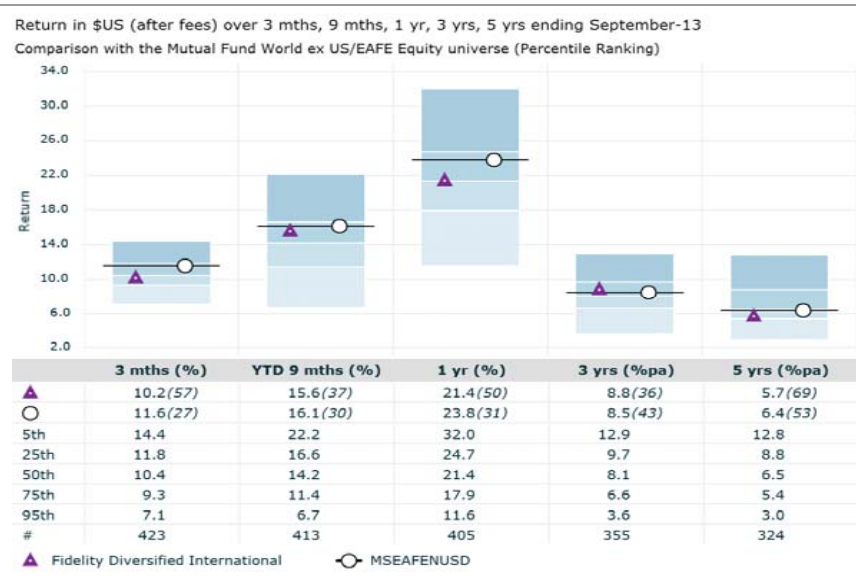 Return in $US (after fees) over 3 mths, 9 mths, 1 yr, 3 yrs, 5 yrs ending September-13
Comparison with the Mutual Fund World ex US/EAFE Equity universe (Percentile Ranking)
34.0
30.0
26.0
22.0
18.0
14.0
10.0
6.0
2.0
Return
3 mths (%) YTD 9 mths (%) 1 yr (%) 3 yrs (%pa) 5 yrs (%pa)
10.2(57) 15.6(37) 21.4(50) 8.8(36) 5.7(69)
11.6(27) 16.1(30) 23.8(31) 8.5(43) 6.4(53)
5th 14.4 22.2 32.0 12.9 12.8
25th 11.8 16.6 24.7 9.7 8.8
50th 10.4 14.2 21.4 8.1 6.5
75th 9.3 11.4 17.9 6.6 5.4
95th 7.1 6.7 11.6 3.6 3.0
# 423 413 405 355 324
Fidelity Diversified International MSEAFENUSD